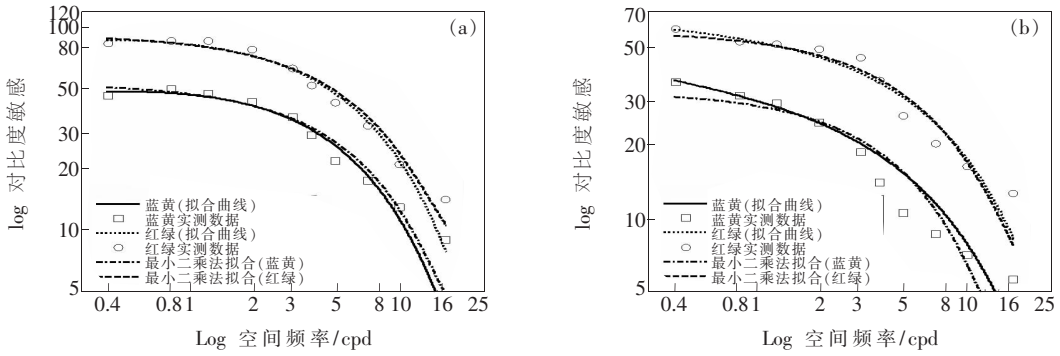 (a)
120
100
80
50
30
20
10
5
log 对比度敏感
蓝黄(拟合曲线)
蓝黄实测数据
红绿(拟合曲线)
红绿实测数据
最小二乘法拟合(蓝黄)
最小二乘法拟合(红绿)
0.4 0.81 2 3 5 8 10 16 25
Log 空间频率/cpd
(b)
70
50
30
20
10
5
log 对比度敏感
蓝黄(拟合曲线)
蓝黄实测数据
红绿(拟合曲线)
红绿实测数据
最小二乘法拟合(蓝黄)
最小二乘法拟合(红绿)
0.4 0.81 2 3 5 8 10 16 25
Log 空间频率/cpd